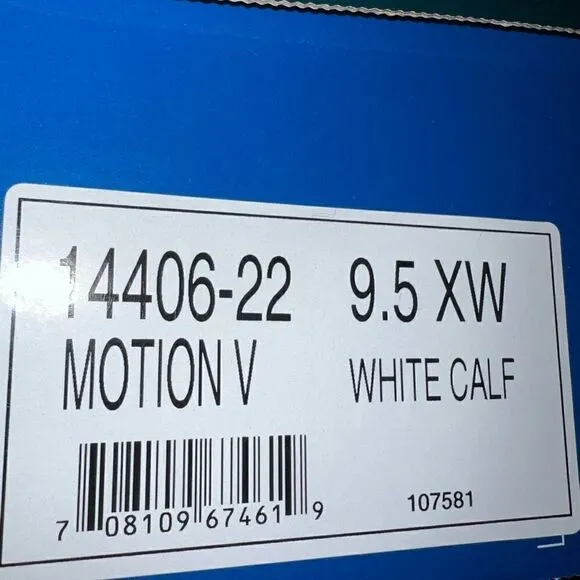 14406-22 9.5 XW
MOTION V WHITE CALF
7 08109 67461 9 107581